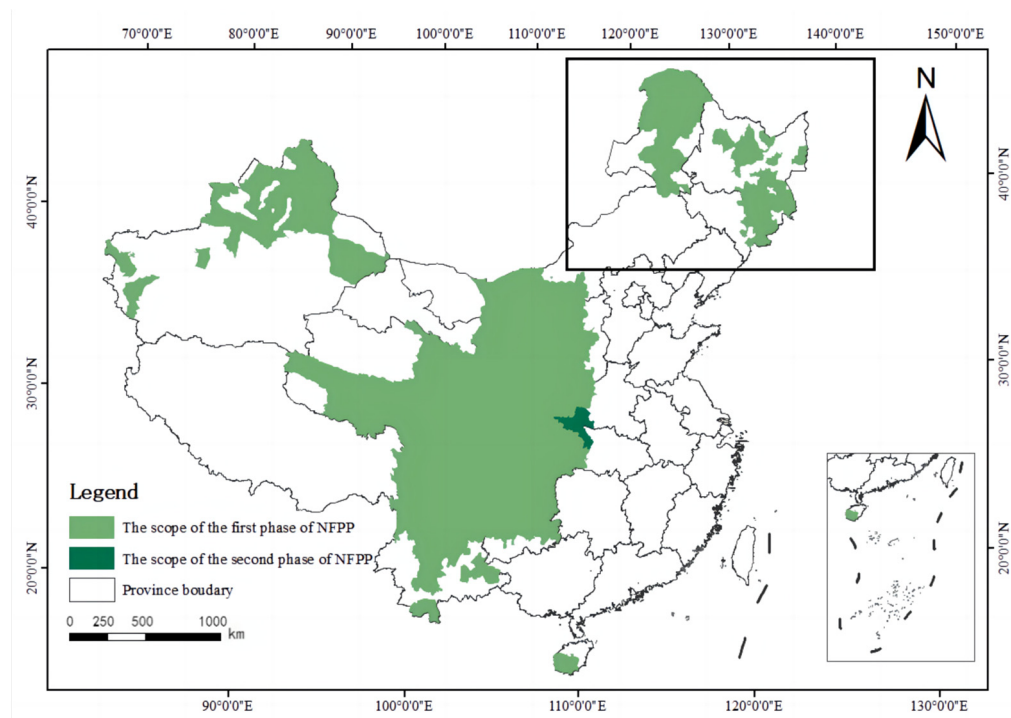 70°0'0"E 80°0'0"E 90°0'0"E 100°0'0"E 110°0'0"E 120°0'0"E 130°0'0"E 140°0'0"E 150°0'0"E
N
40°0'0"N 40°0'0"N
30°0'0"N 30°0'0"N
20°0'0"N 20°0'0"N
Legend
The scope of the first phase of NFPP
The scope of the second phase of NFPP
Province boudary
0 250 500 1000
km
90°0'0"E 100°0'0"E 110°0'0"E 120°0'0"E 130°0'0"E